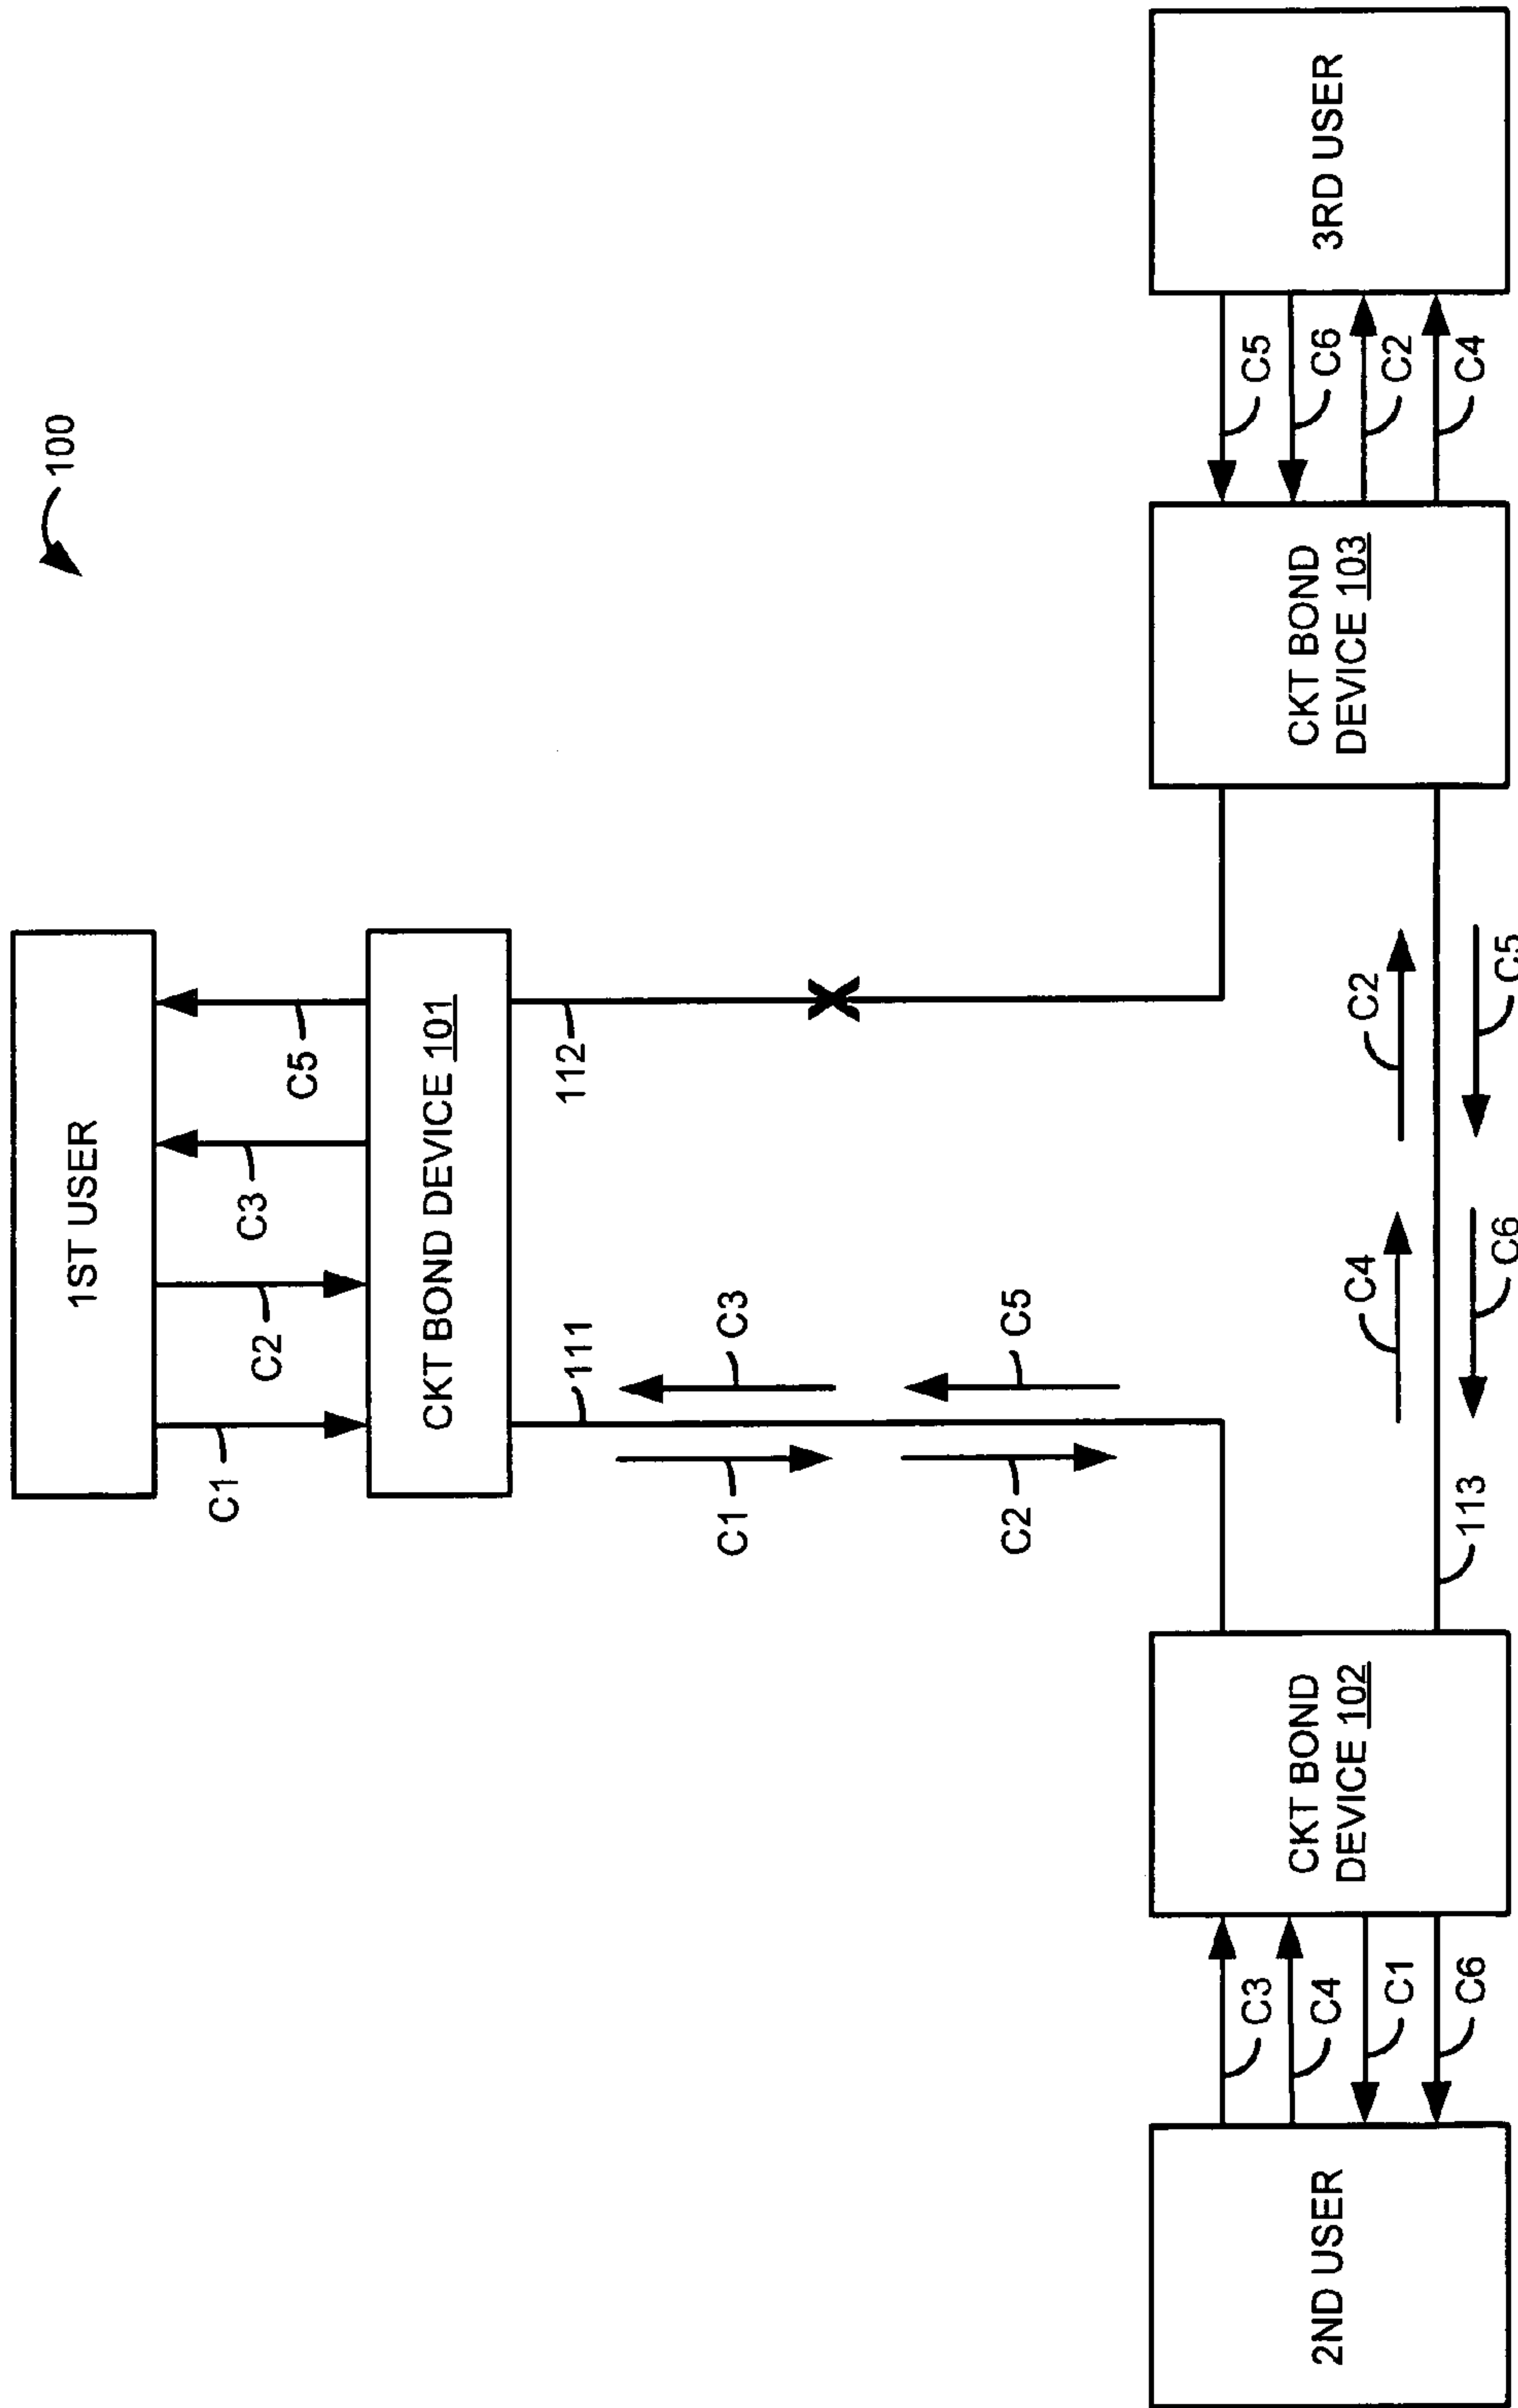 100
1ST USER
C1
C2
C3
C5
CKT BOND DEVICE 101
111
112
C1
C3
C2
C5
2ND USER
C3
C4
C1
C6
CKT BOND
DEVICE 102
113
C4
C2
C6
C5
CKT BOND
DEVICE 103
C5
C6
C2
C4
3RD USER